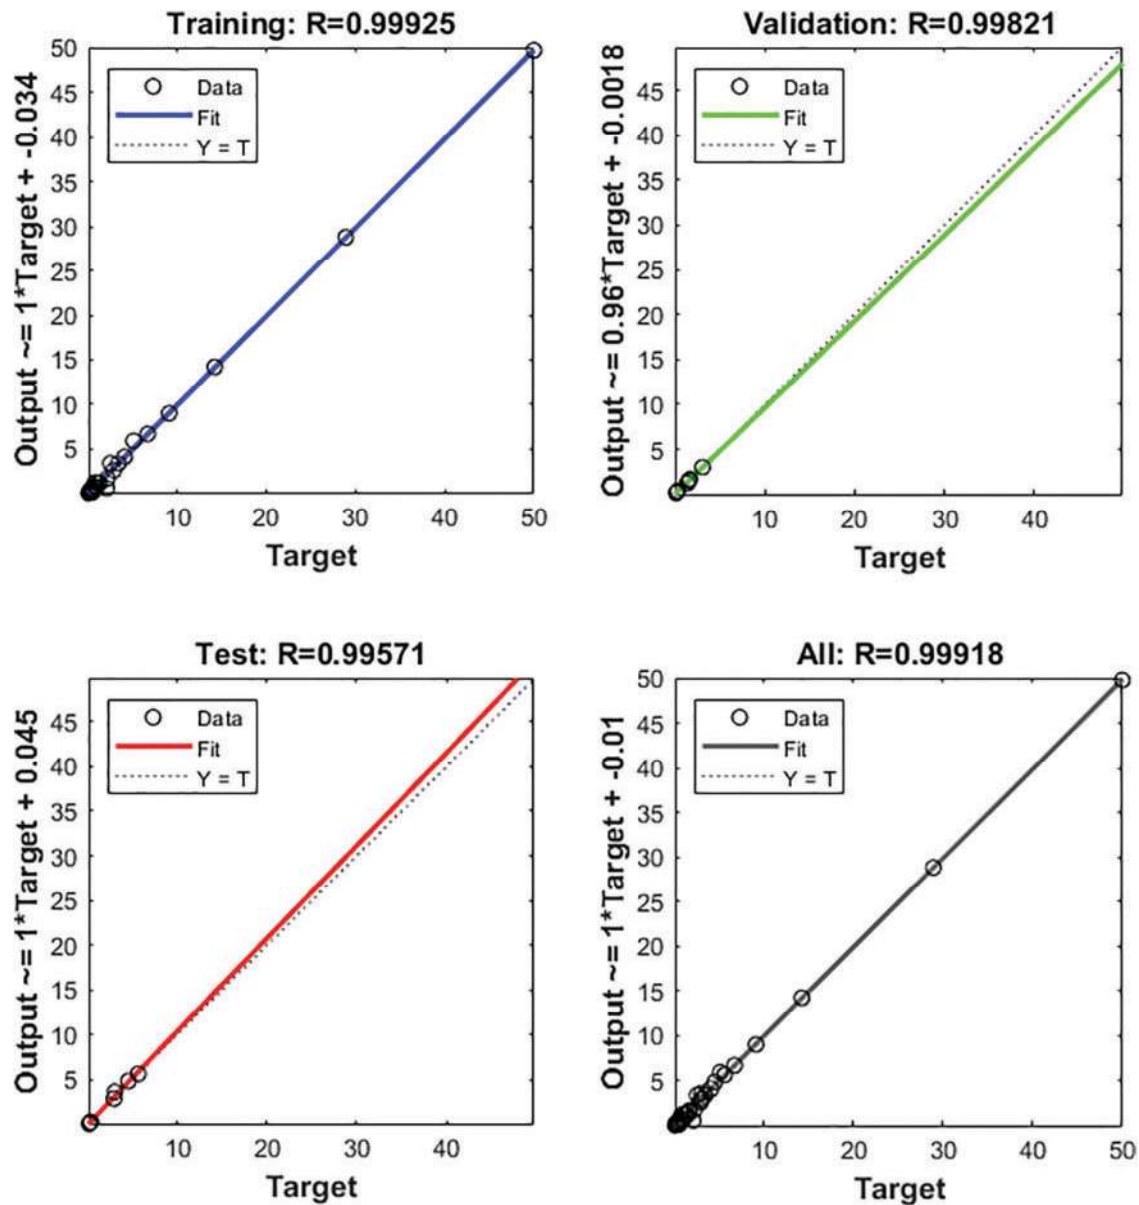 Training: R=0.99925
Output ~= 1*Target + -0.034
50
45
40
35
30
25
20
15
10
5
Data
Fit
Y = T
10
20
30
40
50
Target
Validation: R=0.99821
Output ~= 0.96*Target + -0.0018
45
40
35
30
25
20
15
10
5
Data
Fit
Y = T
10
20
30
40
Target
Test: R=0.99571
Output ~= 1*Target + 0.045
45
40
35
30
25
20
15
10
5
Data
Fit
Y = T
10
20
30
40
Target
All: R=0.99918
Output ~= 1*Target + -0.01
50
45
40
35
30
25
20
15
10
5
Data
Fit
Y = T
10
20
30
40
50
Target